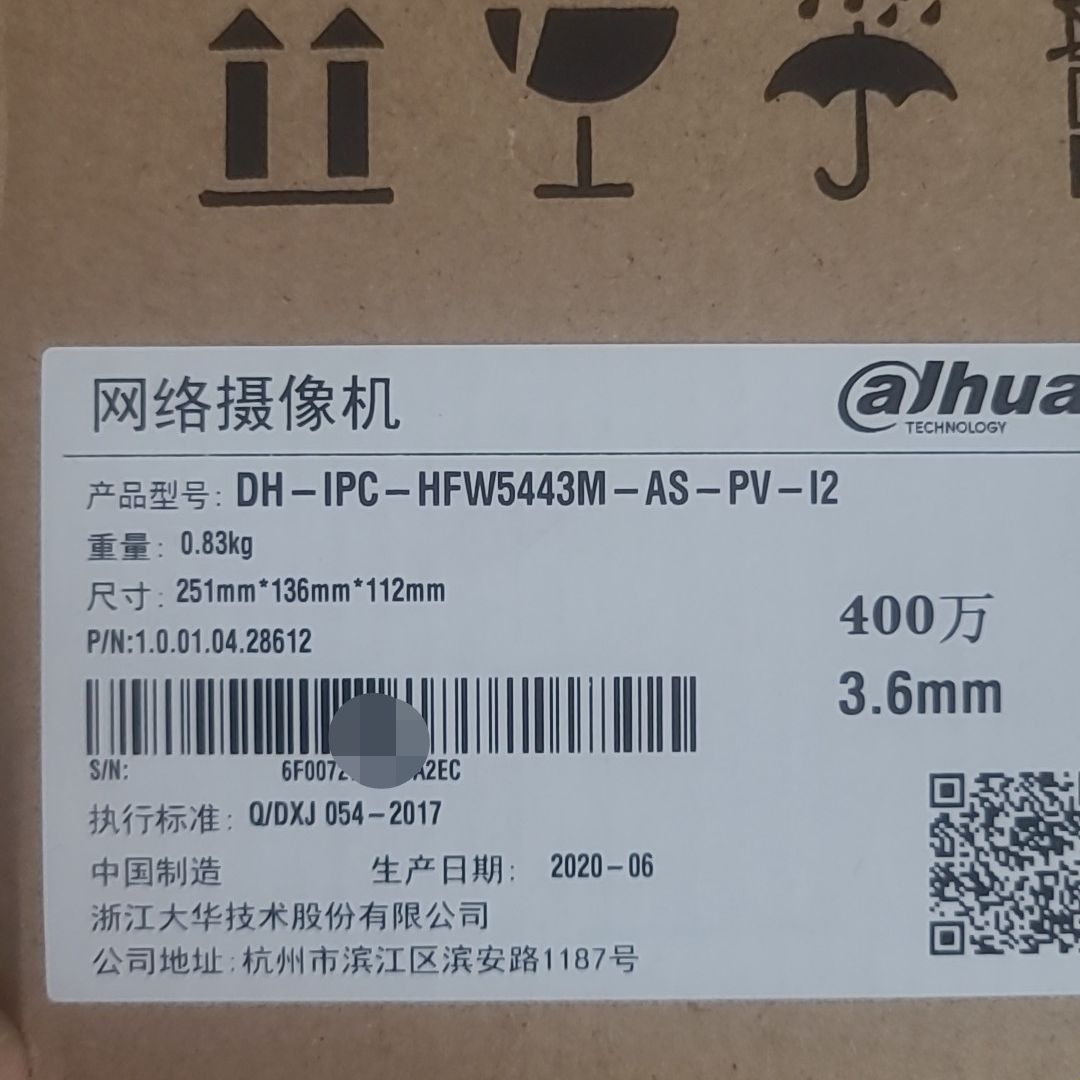 网络摄像机
alhua
TECHNOLOGY
产品型号: DH-IPC-HFW5443M-AS-PV-I2
重量: 0.83kg
尺寸: 251mm*136mm*112mm
400万
P/N:1.0.01.04.28612
3.6mm
S/N: 6F0072 A2EC
执行标准: Q/DXJ 054-2017
中国制造 生产日期: 2020-06
浙江大华技术股份有限公司
公司地址:杭州市滨江区滨安路1187号